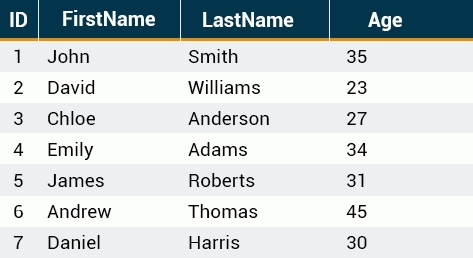 ID FirstName LastName Age
1 John Smith 35
2 David Williams 23
3 Chloe Anderson 27
4 Emily Adams 34
5 James Roberts 31
6 Andrew Thomas 45
7 Daniel Harris 30